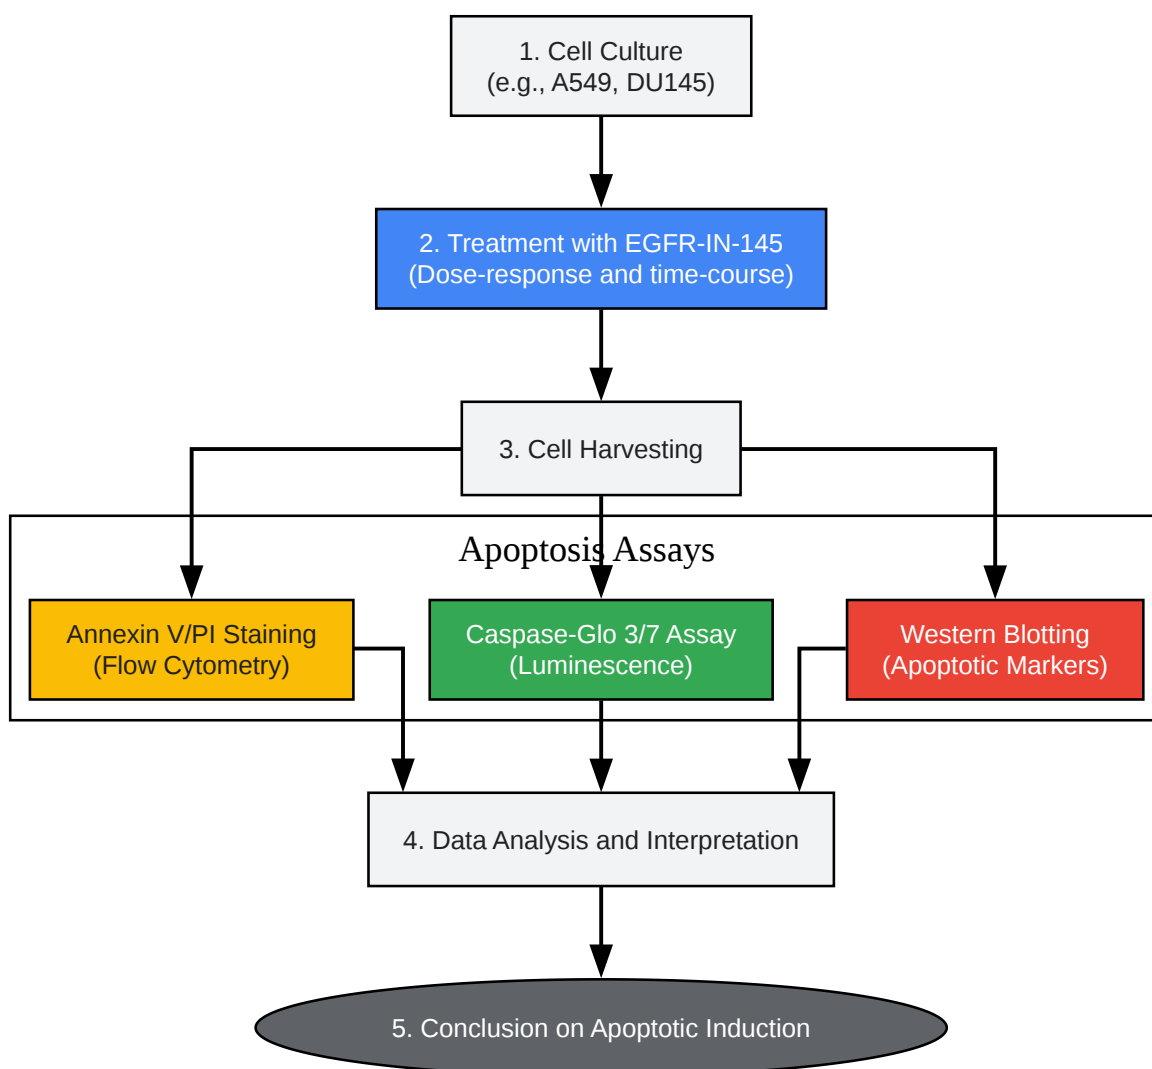 1. Cell Culture
(e.g., A549, DU145)
2. Treatment with EGFR-IN-145
(Dose-response and time-course)
3. Cell Harvesting
Apoptosis Assays
Annexin V/PI Staining
(Flow Cytometry)
Caspase-Glo 3/7 Assay
(Luminescence)
Western Blotting
(Apoptotic Markers)
4. Data Analysis and Interpretation
5. Conclusion on Apoptotic Induction